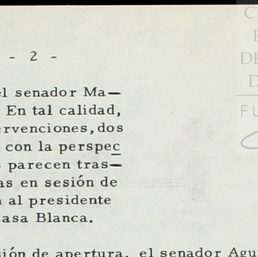 - 2 -
el senador Ma—
En tal calidad,
ervenciones, dos
con la perspec
parecen tras—
as en sesión de
al presidente
asa Blanca.
sión de apertura, el senador Agu